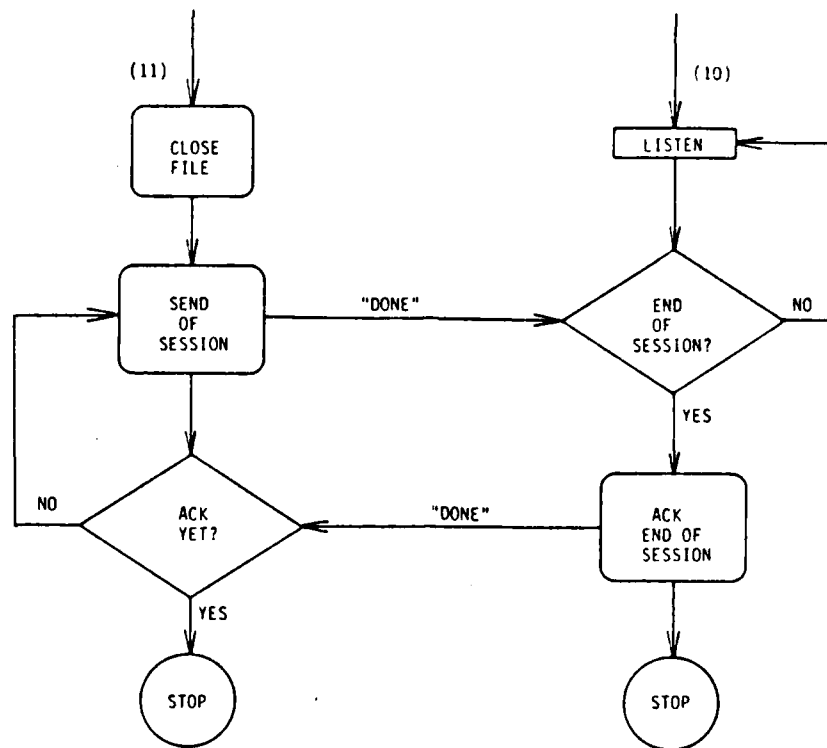 (11)
(10)
CLOSE
FILE
LISTEN
SEND
OF
SESSION
"DONE"
END
OF
SESSION?
NO
YES
NO
ACK
YET?
"DONE"
ACK
END OF
SESSION
YES
STOP
STOP